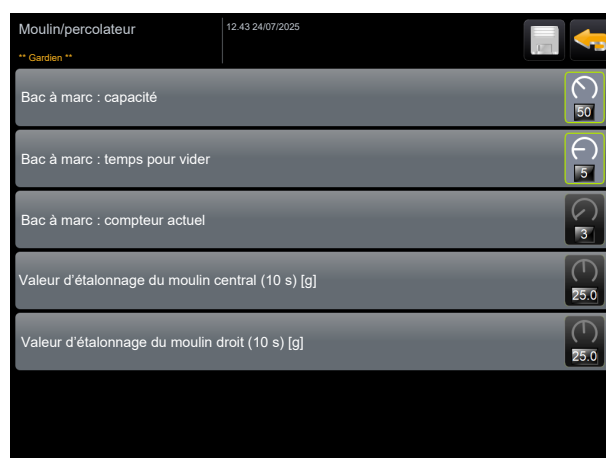 Moulin/percolateur
12.43 24/07/2025
** Gardien **
Bac à marc : capacité
50
Bac à marc : temps pour vider
5
Bac à marc : compteur actuel
3
Valeur d'étalonnage du moulin central (10 s) [g]
25.0
Valeur d'étalonnage du moulin droit (10 s) [g]
25.0